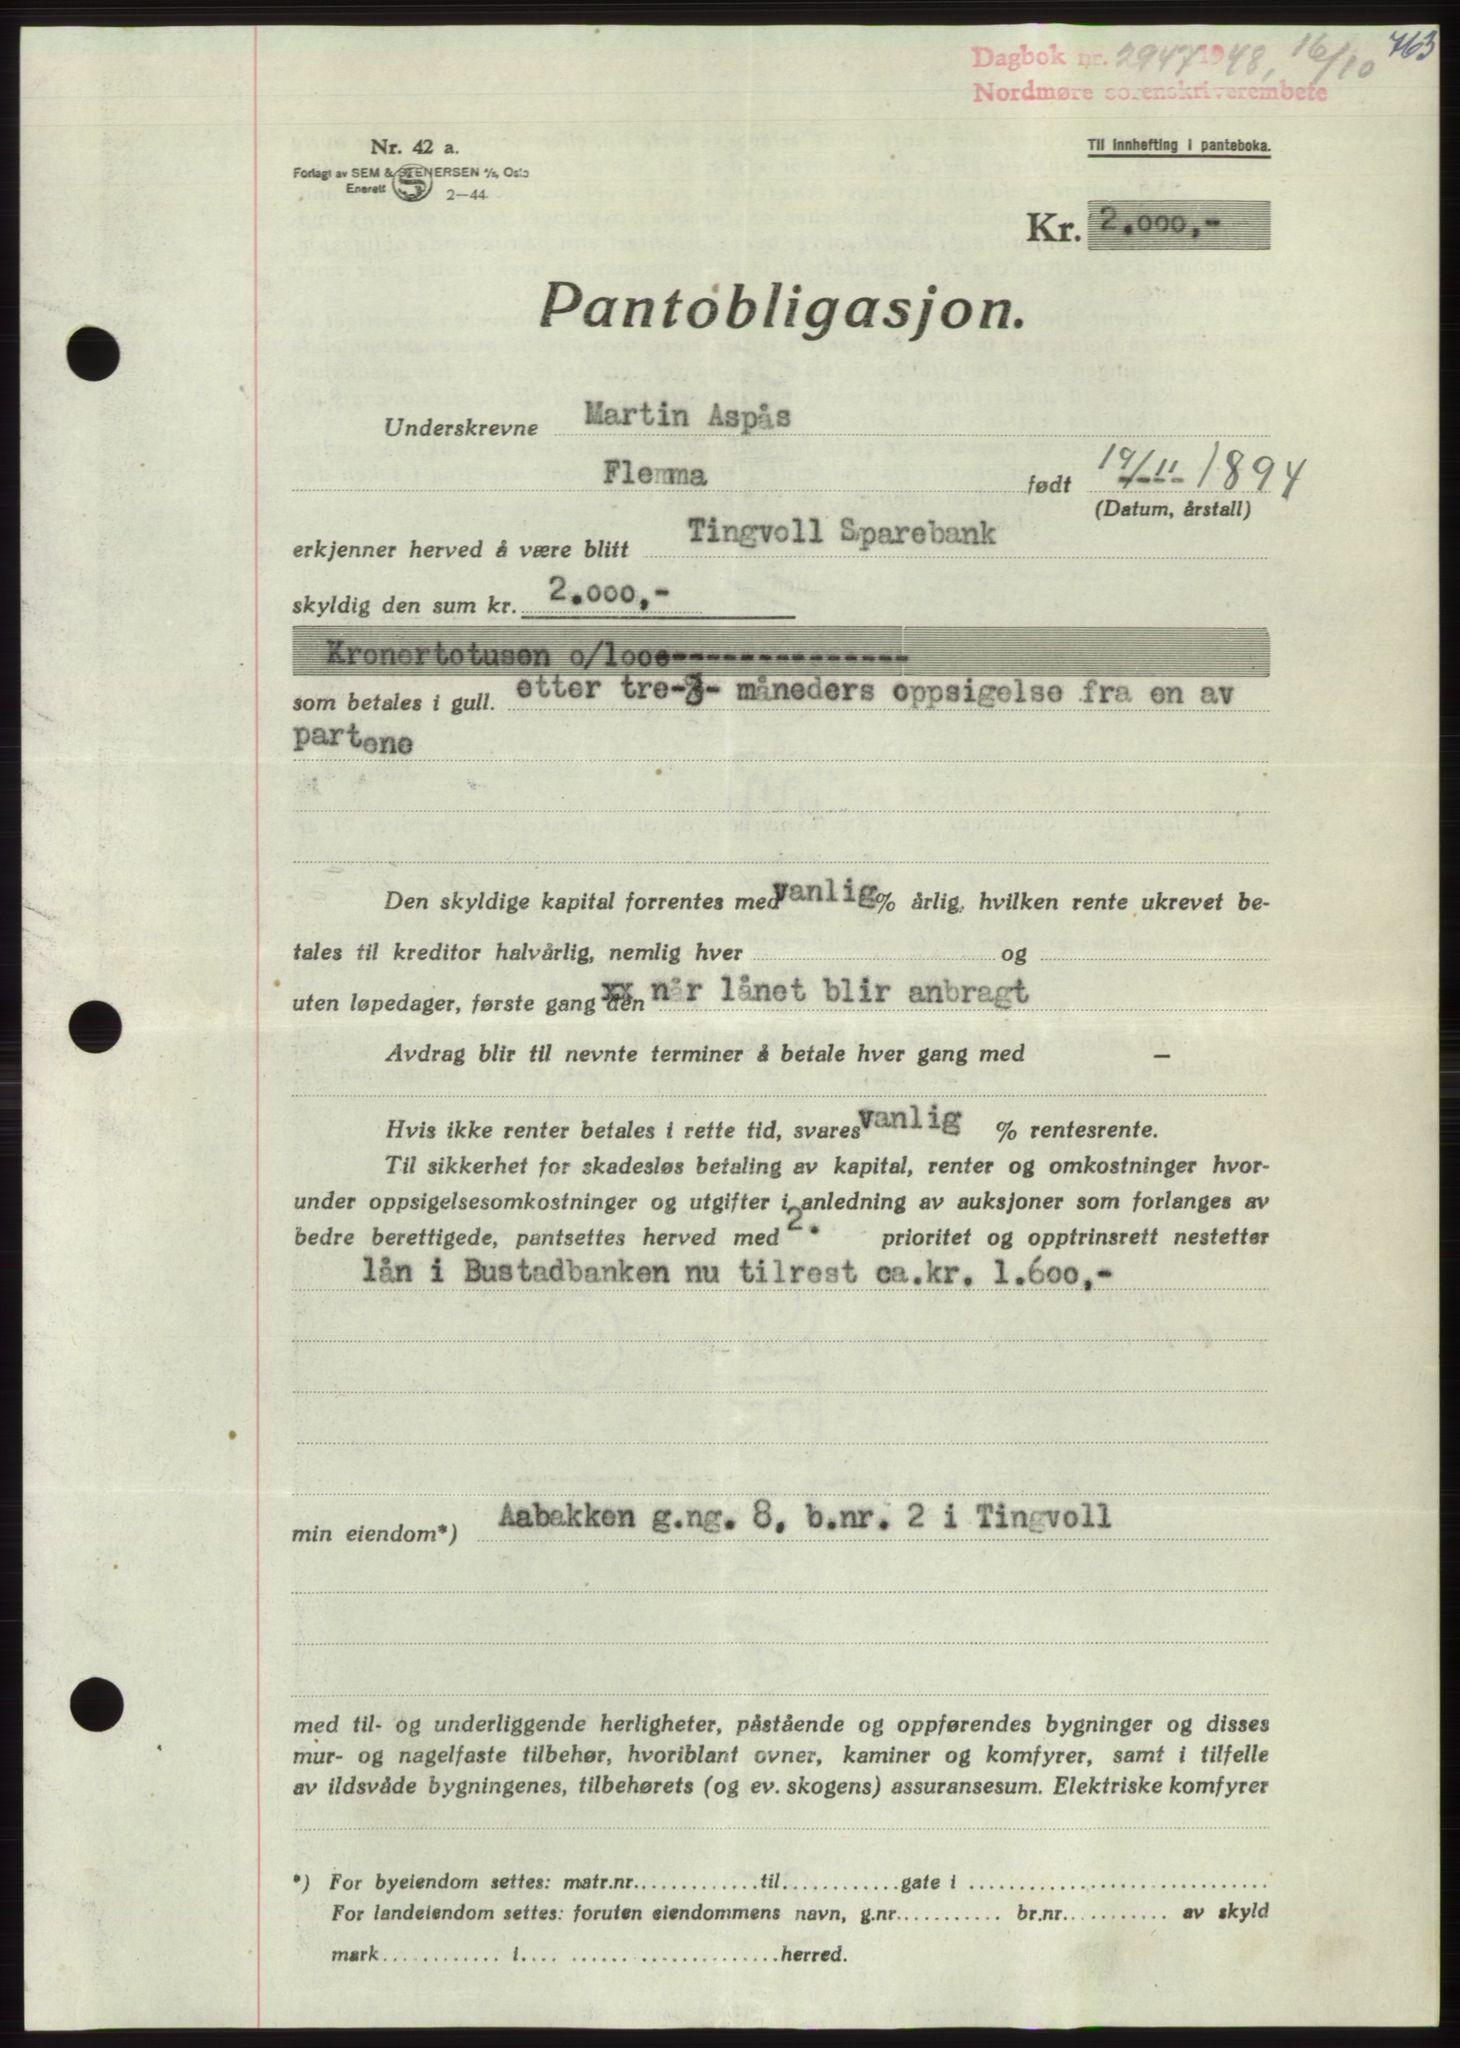 763
Dagbok nr. 2947 1948, 16/10
Nordmøre sorenskriverembete
Nr. 42 a.
Til innhefting i panteboka.
Forlagt av SEM & STENERSEN A/S, Oslo
Enerett
2—44
Kr. 2.000,-
Pantobligasjon.
Underskrevne Martin Aspås
Flemma født 19/11-1894
(Datum, årstall)
erkjenner herved å være blitt Tingvoll Sparebank
skyldig den sum kr. 2.000,-
Kronertotusen o/looe---------------
som betales i gull. etter tre-3- måneders oppsigelse fra en av
partene
Den skyldige kapital forrentes med vanlig % årlig, hvilken rente ukrevet be-
tales til kreditor halvårlig, nemlig hver og
uten løpedager, første gang den når lånet blir anbragt
Avdrag blir til nevnte terminer å betale hver gang med —
Hvis ikke renter betales i rette tid, svares vanlig % rentesrente.
Til sikkerhet for skadesløs betaling av kapital, renter og omkostninger hvor-
under oppsigelsesomkostninger og utgifter i anledning av auksjoner som forlanges av
bedre berettigede, pantsettes herved med 2. prioritet og opptrinsrett nestetter
lån i Bustadbanken nu tilrest ca.kr. 1.600,-
min eiendom*) Aabakken g.ng. 8, b.nr. 2 i Tingvoll
med til- og underliggende herligheter, påstående og oppførendes bygninger og disses
mur- og nagelfaste tilbehør, hvoriblant ovner, kaminer og komfyrer, samt i tilfelle
av ildsvåde bygningenes, tilbehørets (og ev. skogens) assuransesum. Elektriske komfyrer
*) For byeiendom settes: matr.nr. til gate i
For landeiendom settes: foruten eiendommens navn, g.nr. br.nr. av skyld
mark i herred.